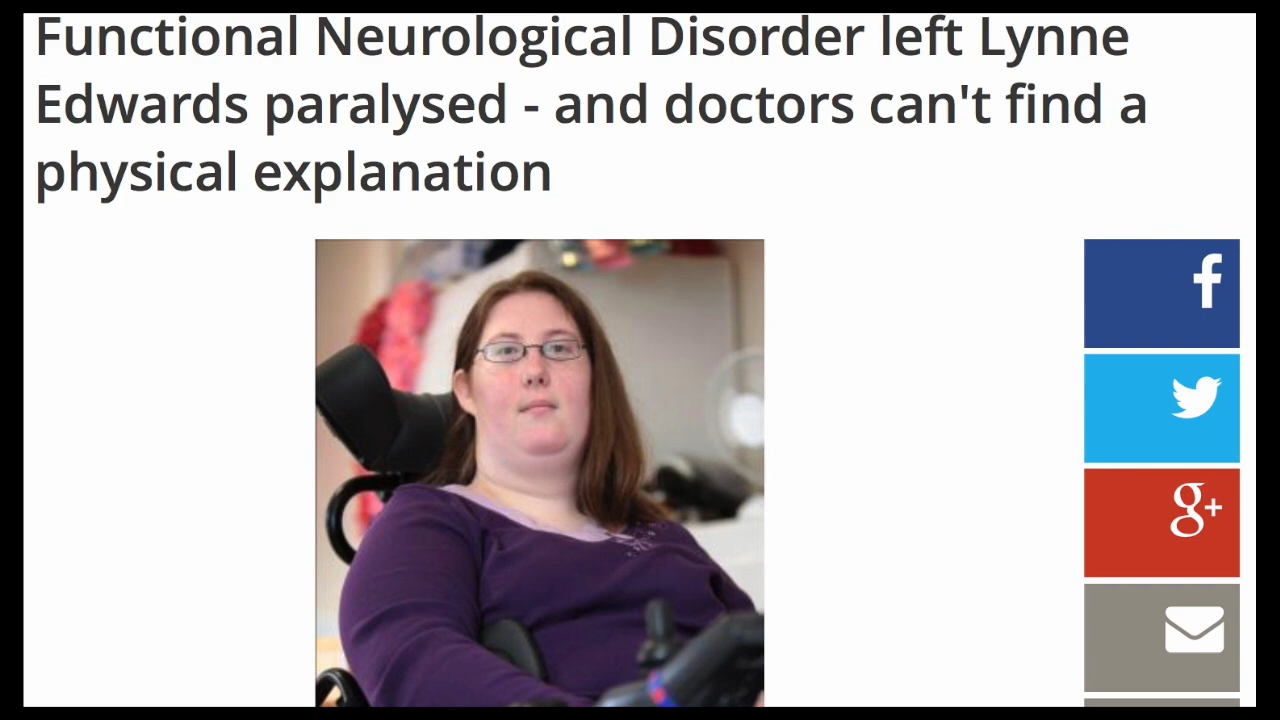 Functional Neurological Disorder left Lynne
Edwards paralysed - and doctors can't find a
physical explanation
f
g+